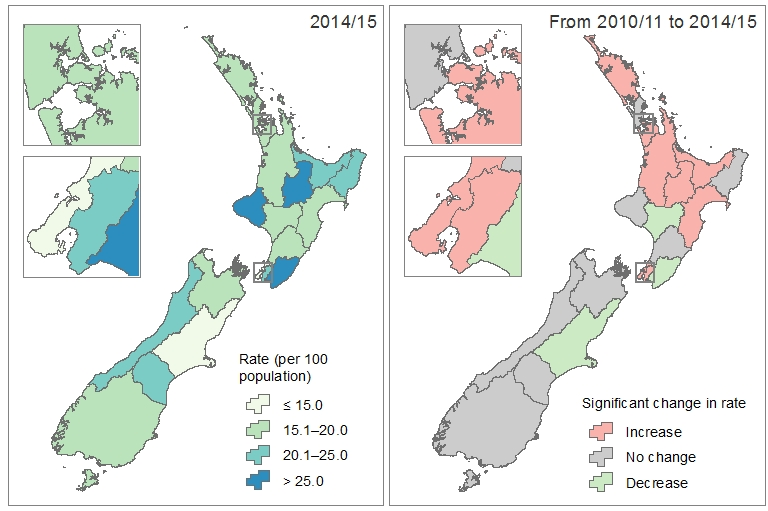 2014/15
Rate (per 100
population)
≤ 15.0
15.1–20.0
20.1–25.0
> 25.0
From 2010/11 to 2014/15
Significant change in rate
Increase
No change
Decrease